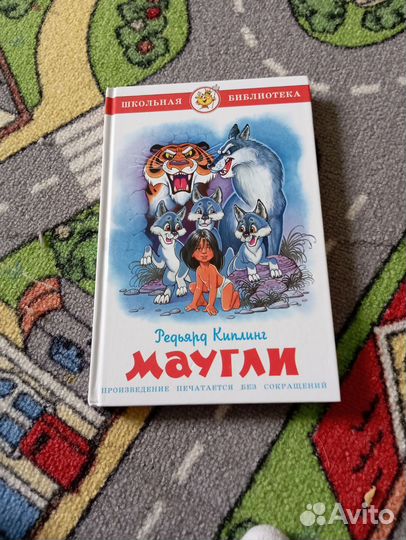 ШКОЛЬНАЯ БИБЛИОТЕКА
Редьярд Киплинг
МАУГЛИ
ПРОИЗВЕДЕНИЕ ПЕЧАТАЕТСЯ БЕЗ СОКРАЩЕНИЙ
Avito